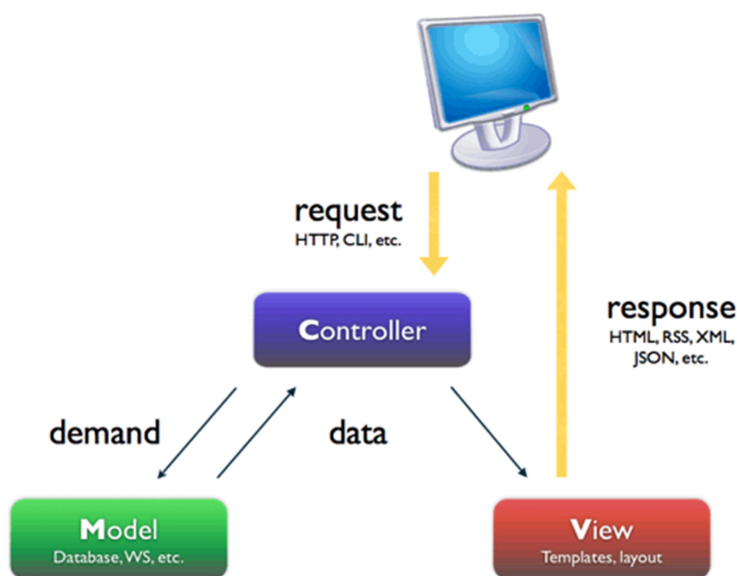 request
HTTP, CLI, etc.
Controller
response
HTML, RSS, XML,
JSON, etc.
demand
data
Model
Database, WS, etc.
View
Templates, layout